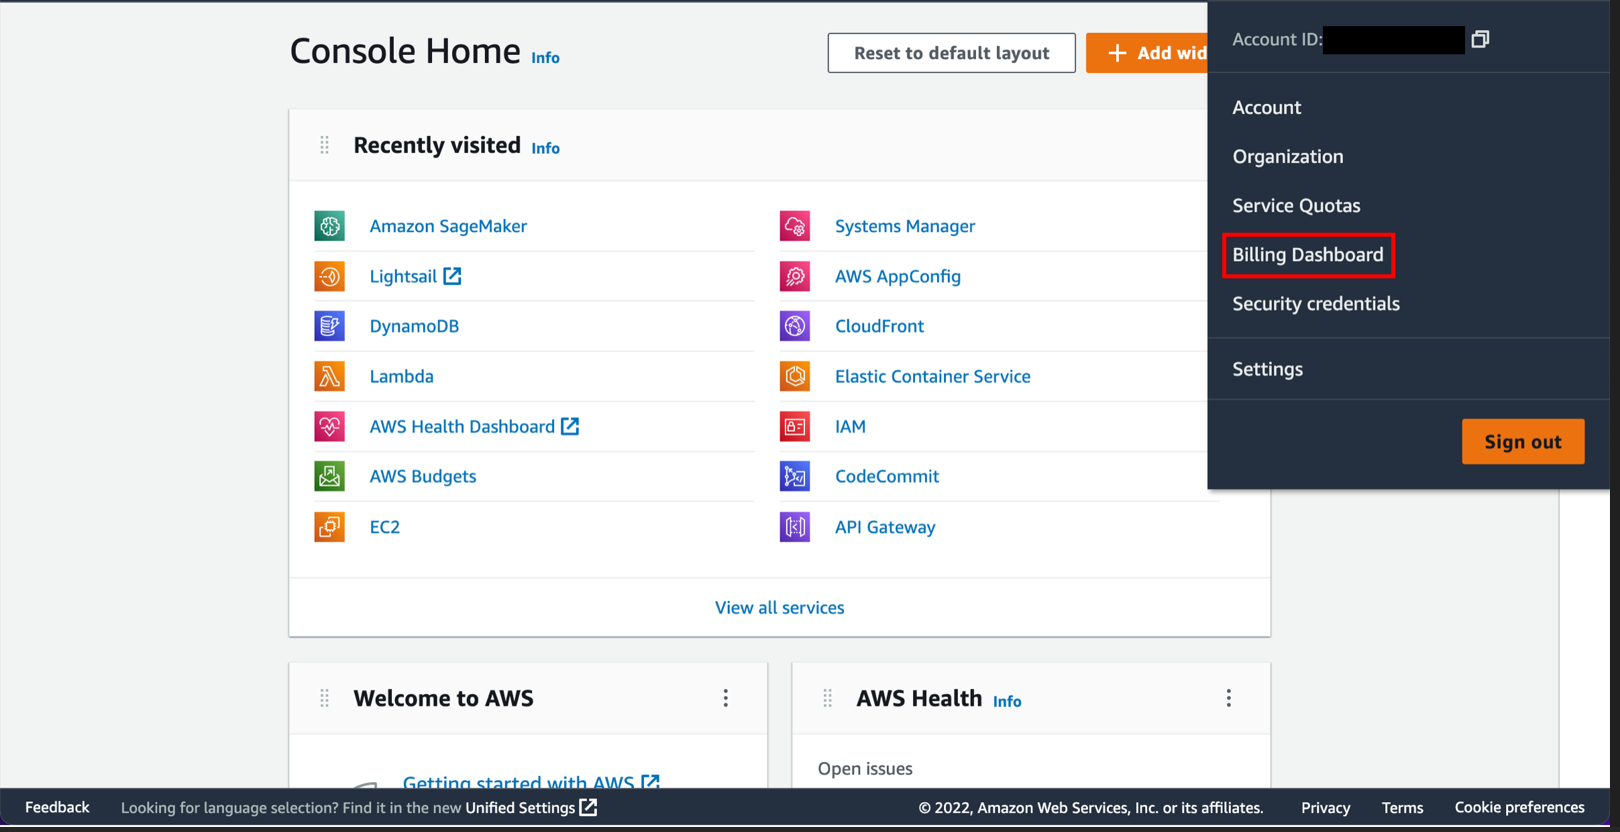 Console Home Info
Reset to default layout
+ Add wid
Account ID:
Account
Organization
Service Quotas
Billing Dashboard
Security credentials
Settings
Sign out
Recently visited Info
Amazon SageMaker
Lightsail
DynamoDB
Lambda
AWS Health Dashboard
AWS Budgets
EC2
Systems Manager
AWS AppConfig
CloudFront
Elastic Container Service
IAM
CodeCommit
API Gateway
View all services
Welcome to AWS
Getting started with AWS
AWS Health Info
Open issues
Feedback
Looking for language selection? Find it in the new Unified Settings
© 2022, Amazon Web Services, Inc. or its affiliates.
Privacy
Terms
Cookie preferences